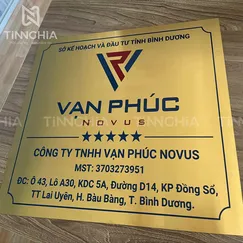 TINNCHIA
SỞ KẾ HOẠCH VÀ ĐẦU TƯ TỈNH BÌNH DƯƠNG
VẠN PHÚC
NOVUS
CÔNG TY TNHH VẠN PHÚC NOVUS
MST: 3703273951
ĐC: Ô 43, Lô A30, KDC 5A, Đường D14, KP Đồng Sổ,
TT Lai Uyên, H. Bàu Bàng, T. Bình Dương.